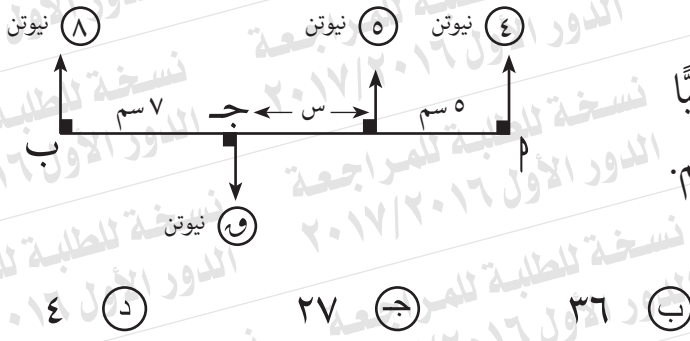 ٤ نيوتن ٥ نيوتن ٨ نيوتن
ـًّا
٥ سم س جـ ٧ سم
أ ب
م.
ق نيوتن
ب ٣٦ جـ ٢٧ د ٤
نسخة للطلبة للمراجعة
الدور الأول ٢٠١٦/٢٠١٧